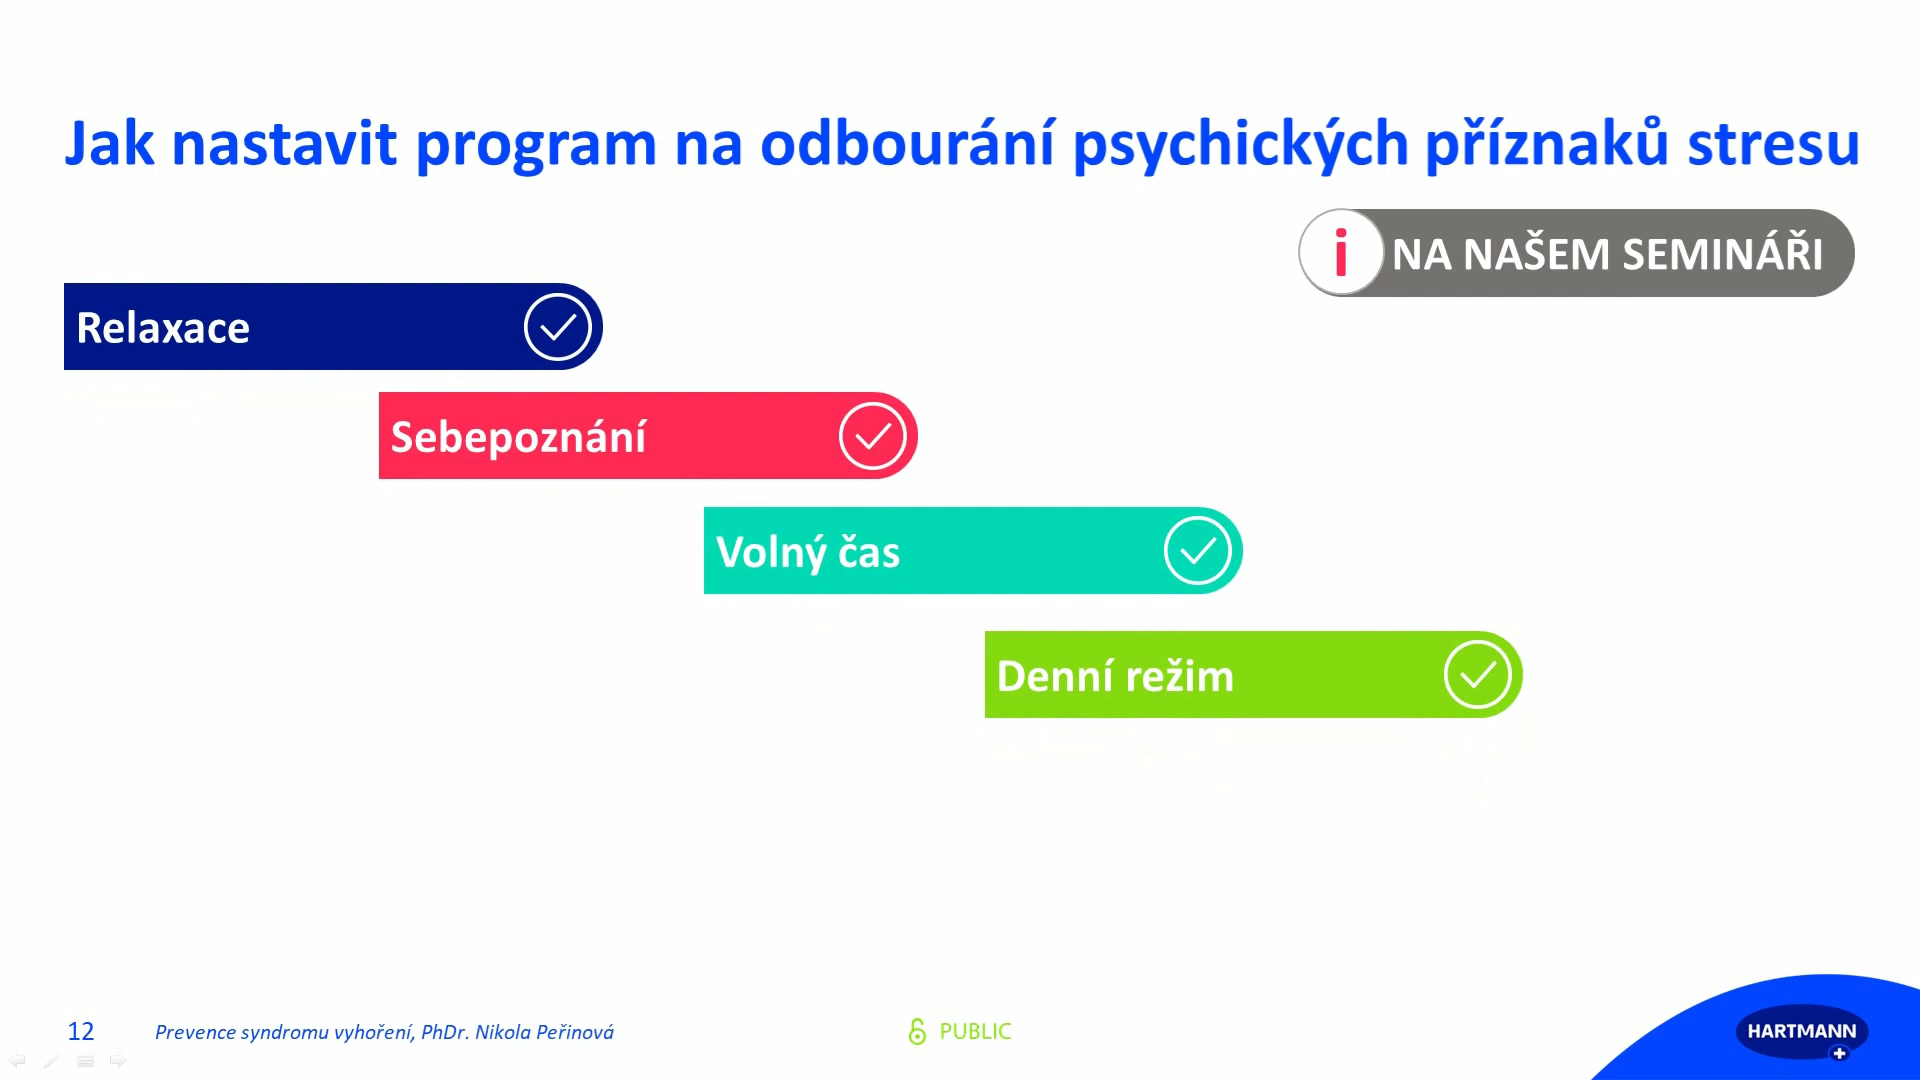 Jak nastavit program na odbourání psychických příznaků stresu
i NA NAŠEM SEMINÁŘI
Relaxace
Sebepoznání
Volný čas
Denní režim
12
Prevence syndromu vyhoření, PhDr. Nikola Peřinová
PUBLIC
HARTMANN